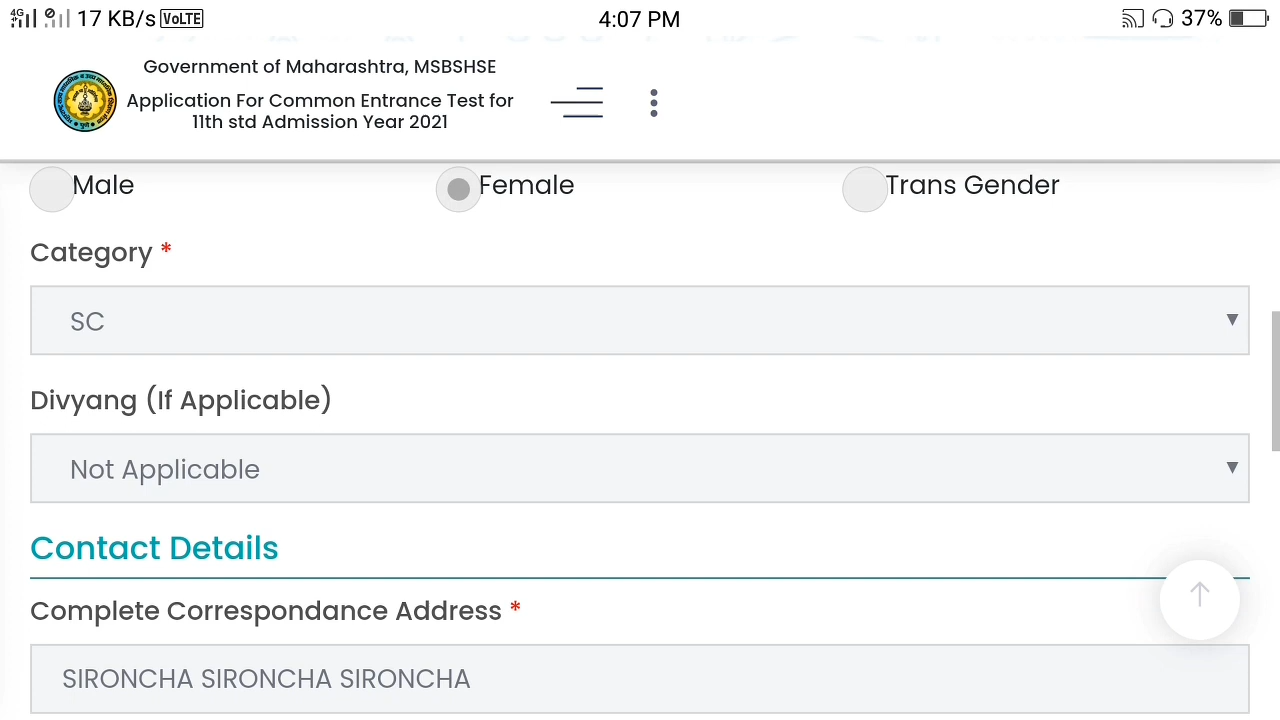 4G 17 KB/s VoLTE 4:07 PM 37%
Government of Maharashtra, MSBSHSE
Application For Common Entrance Test for
11th std Admission Year 2021
Male Female Trans Gender
Category *
SC
Divyang (If Applicable)
Not Applicable
Contact Details
Complete Correspondance Address *
SIRONCHA SIRONCHA SIRONCHA